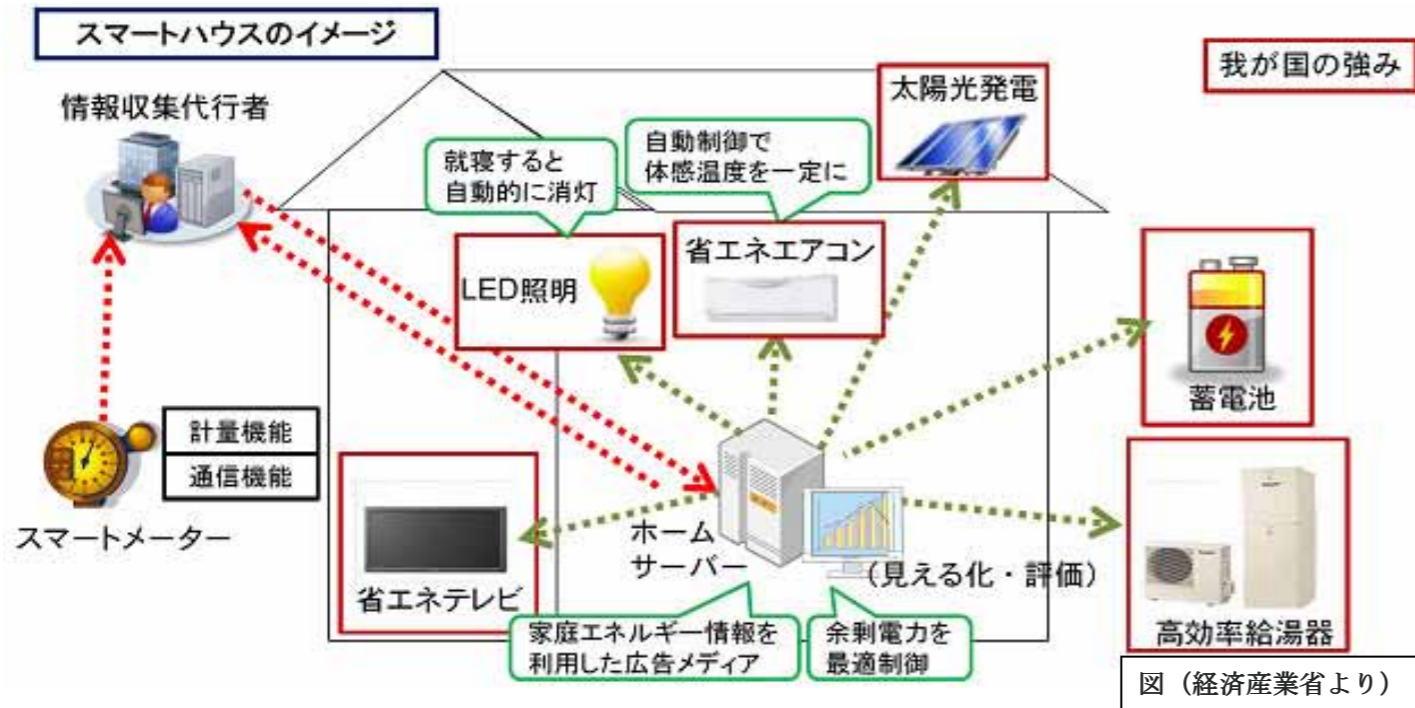 スマートハウスのイメージ
我が国の強み
情報収集代行者
太陽光発電
就寝すると
自動的に消灯
自動制御で
体感温度を一定に
LED照明
省エネエアコン
蓄電池
計量機能
通信機能
スマートメーター
省エネテレビ
ホーム
サーバー
(見える化・評価)
家庭エネルギー情報を
利用した広告メディア
余剰電力を
最適制御
高効率給湯器
図(経済産業省より)